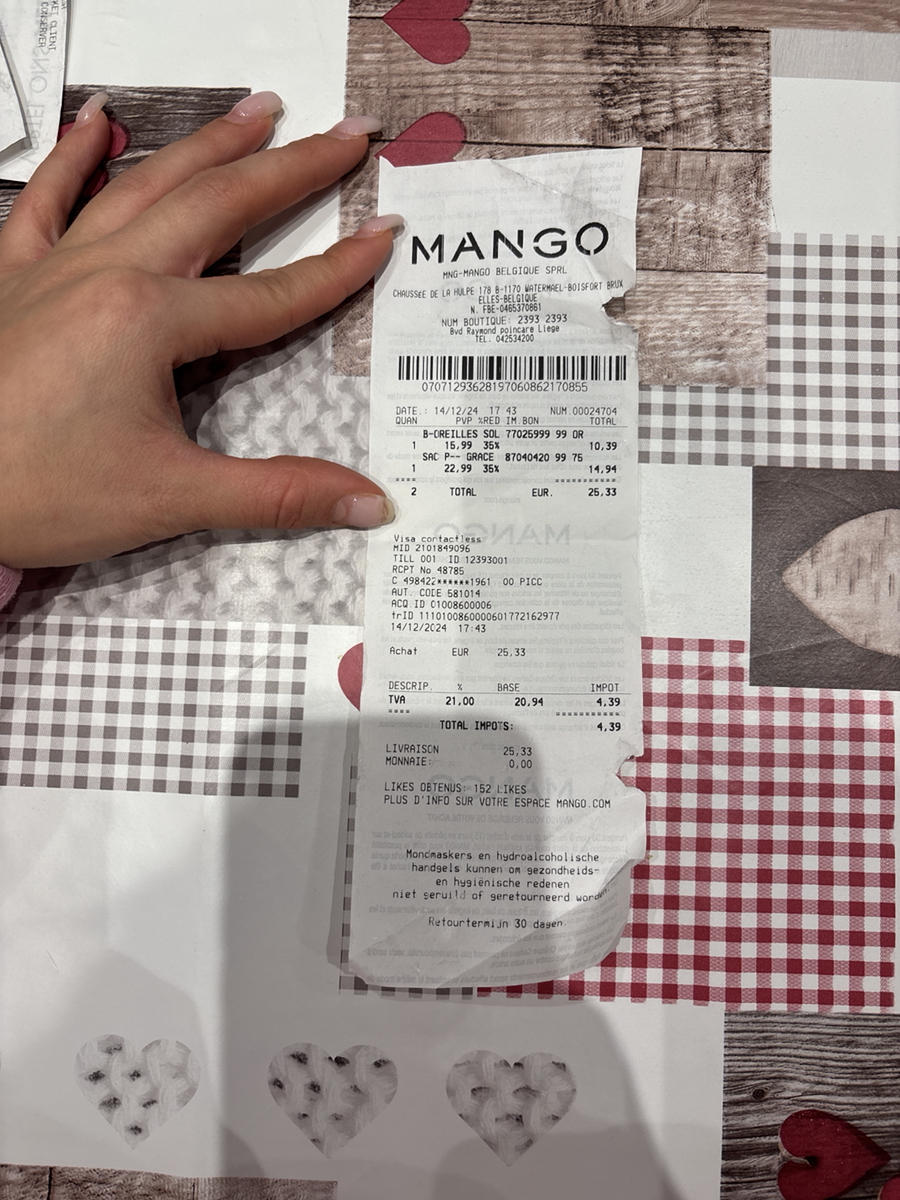 KET CLIENT
CONSERVER
MANGO
MNG-MANGO BELGIQUE SPRL
CHAUSSEE DE LA HULPE 178 B-1170 WATERMAEL-BOISFORT BRUX
ELLES-BELGIQUE
N. FBE-0465370861
NUM BOUTIQUE: 2393 2393
Bvd Raymond poincare Liege
TEL. 042534200
07071293628197060862170855
DATE.: 14/12/24 17 43 NUM.00024704
QUAN PVP %RED IM.BON TOTAL
B-OREILLES SOL 77025999 99 OR
1 15,99 35% 10,39
SAC P-- GRACE 87040420 99 75
1 22,99 35% 14,94
==== ===========
2 TOTAL EUR. 25,33
Visa contactless
MID 2101849096
TILL 001 ID 12393001
RCPT No 48785
C 498422******1961 00 PICC
AUT. CODE 581014
ACQ ID 01008600006
trID 1110100860000601772162977
14/12/2024 17:43
Achat EUR 25,33
DESCRIP. % BASE IMPOT
TVA 21,00 20,94 4,39
==== ===========
TOTAL IMPOTS: 4,39
LIVRAISON 25,33
MONNAIE: 0,00
LIKES OBTENUS: 152 LIKES
PLUS D'INFO SUR VOTRE ESPACE MANGO.COM
Mondmaskers en hydroalcoholische
handgels kunnen om gezondheids-
en hygiënische redenen
niet geruild of geretourneerd worden.
Retourtermijn 30 dagen.